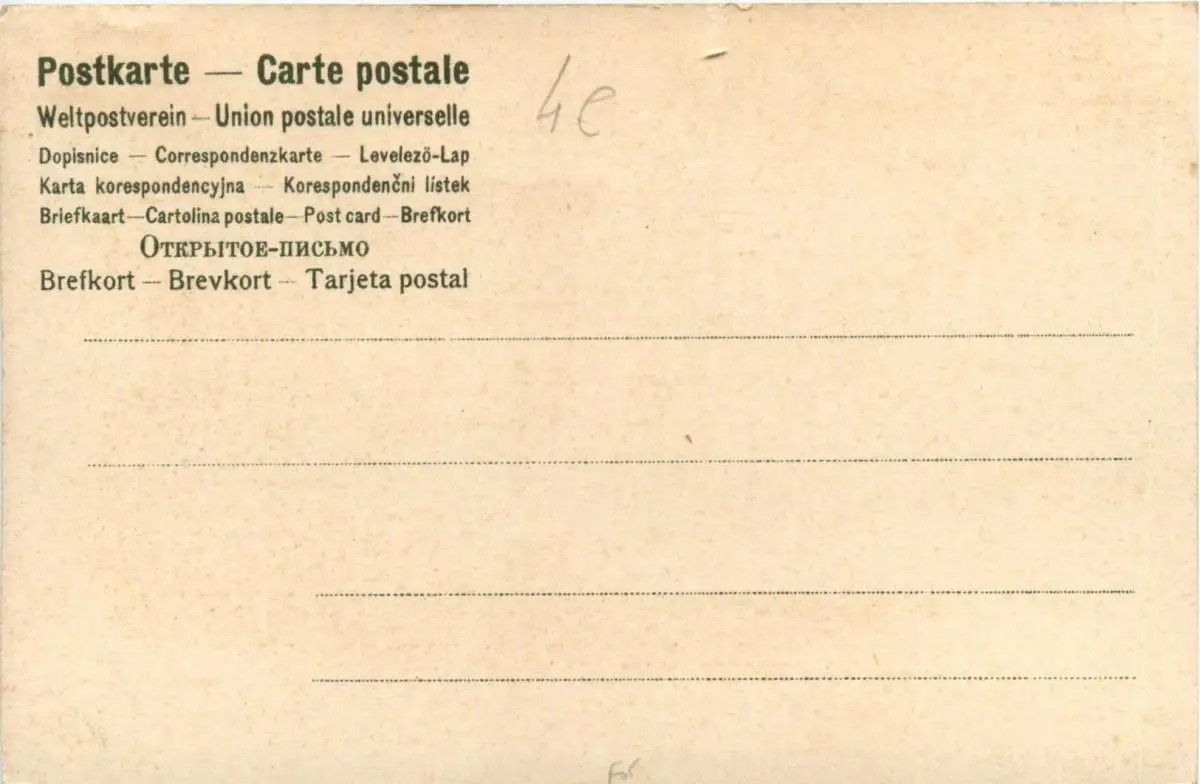 Postkarte — Carte postale
Weltpostverein — Union postale universelle
Dopisnice — Correspondenzkarte — Levelezö-Lap
Karta korespondencyjna — Korespondenčni lístek
Briefkaart — Cartolina postale — Post card — Brefkort
Открытое-письмо
Brefkort — Brevkort — Tarjeta postal
4e